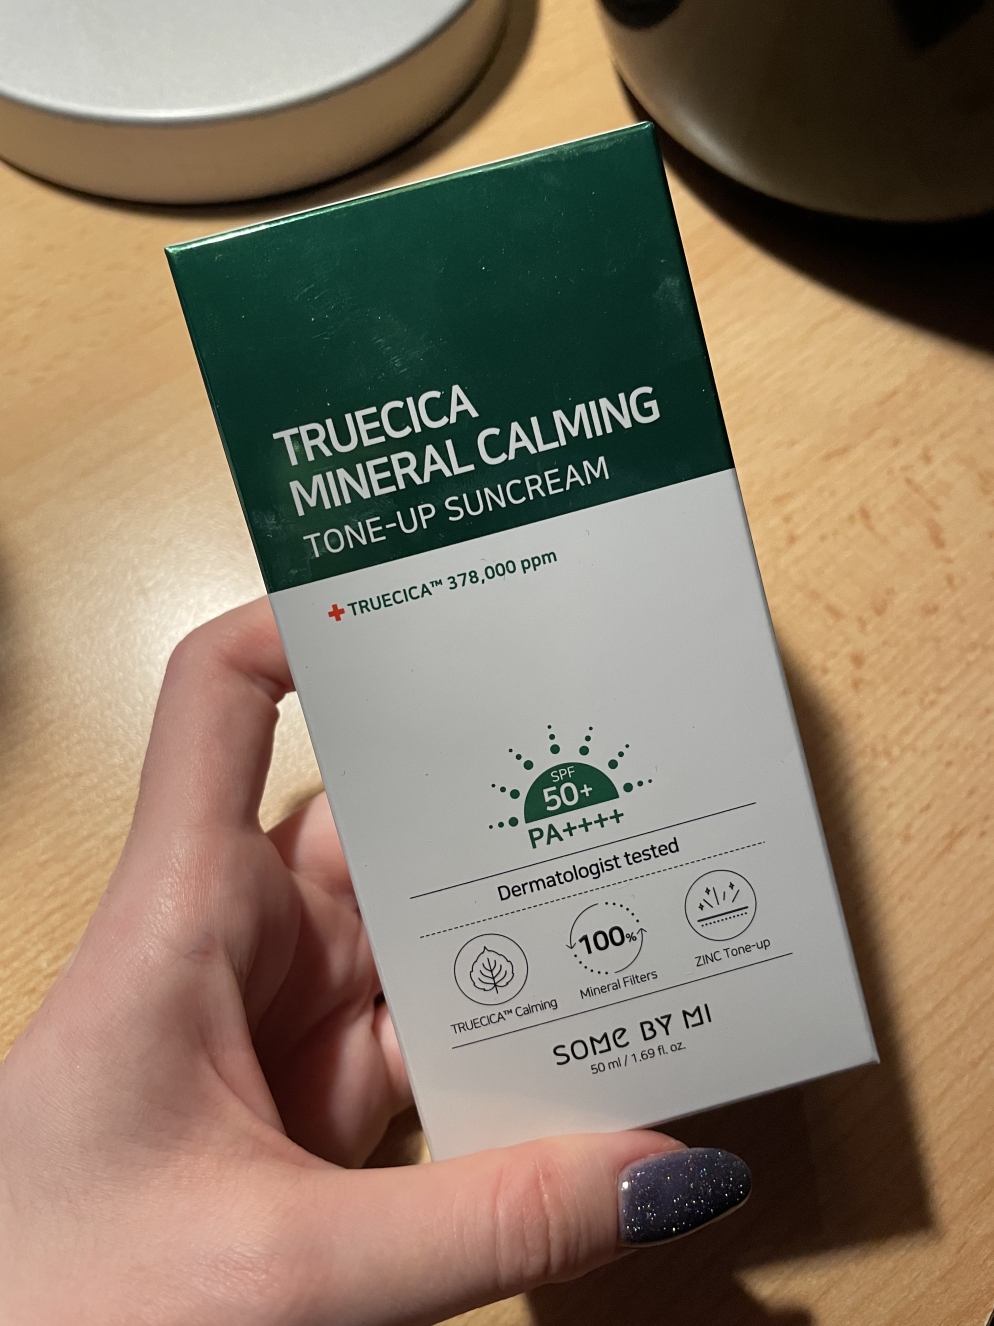 TRUECICA
MINERAL CALMING
TONE-UP SUNCREAM
TRUECICA™ 378,000 ppm
SPF
50+
PA++++
Dermatologist tested
100%
TRUECICA™ Calming
Mineral Filters
ZINC Tone-up
SOME BY MI
50 ml / 1.69 fl. oz.